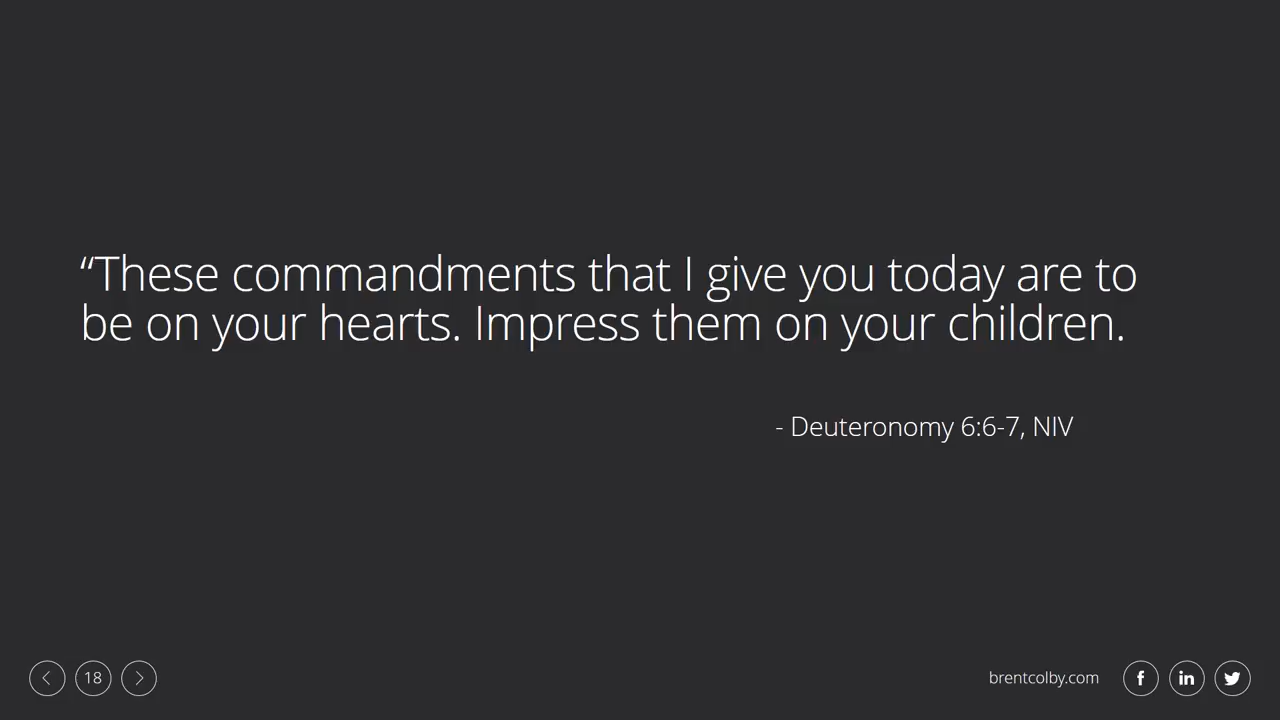 “These commandments that I give you today are to
be on your hearts. Impress them on your children.
- Deuteronomy 6:6-7, NIV
18
brentcolby.com